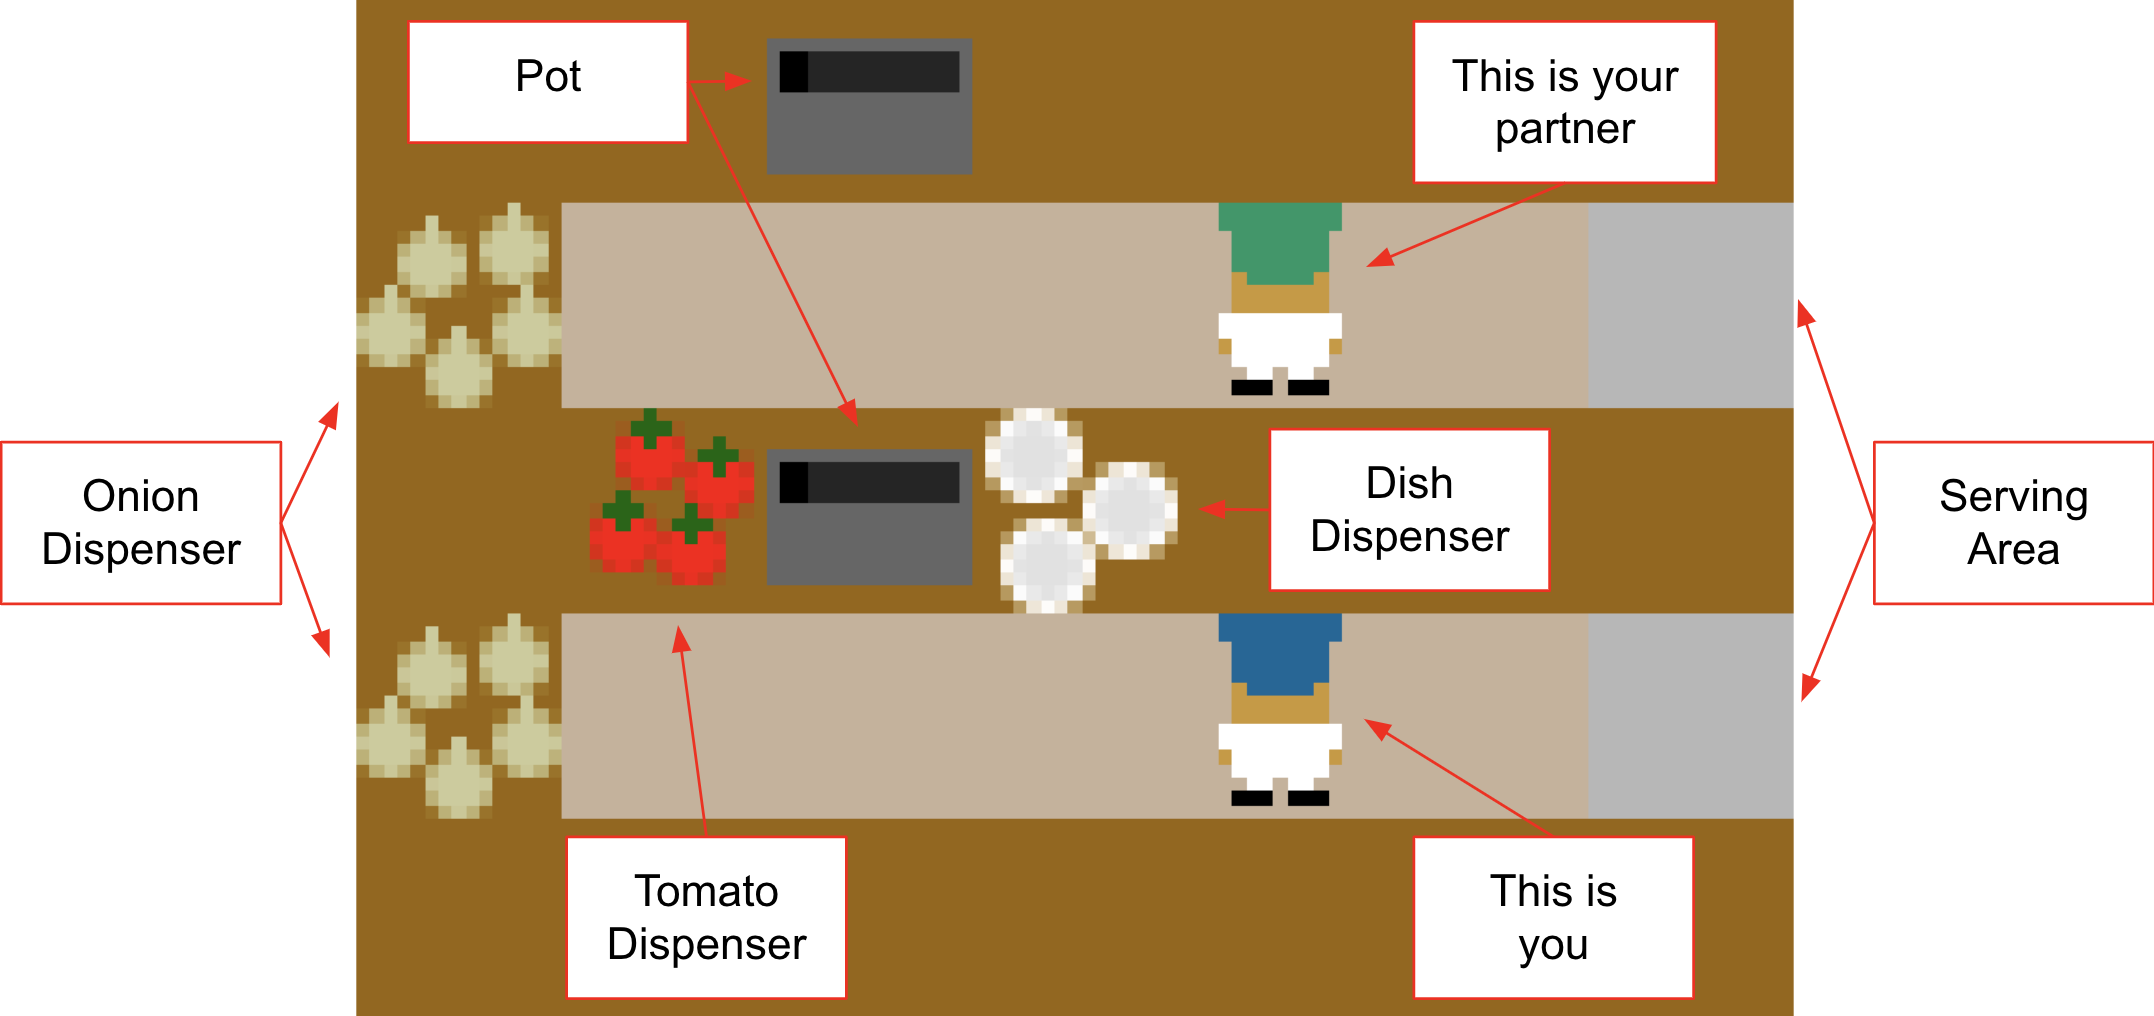 Pot
This is your
partner
Onion
Dispenser
Dish
Dispenser
Serving
Area
Tomato
Dispenser
This is
you